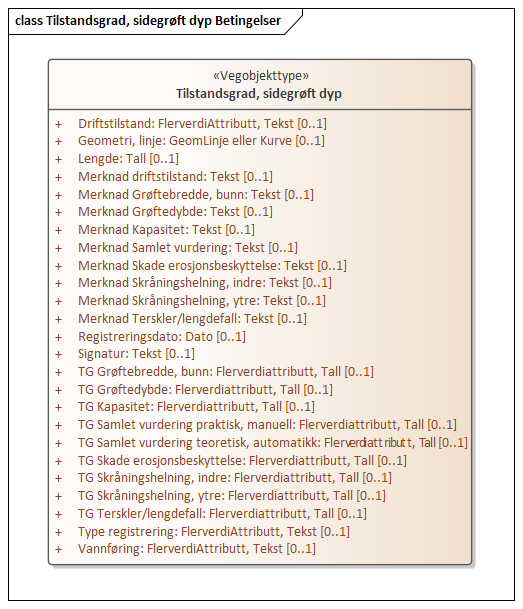 class Tilstandsgrad, sidegrøft dyp Betingelser
«Vegobjekttype»
Tilstandsgrad, sidegrøft dyp
+ Driftstilstand: FlerverdiAttributt, Tekst [0..1]
+ Geometri, linje: GeomLinje eller Kurve [0..1]
+ Lengde: Tall [0..1]
+ Merknad driftstilstand: Tekst [0..1]
+ Merknad Grøftebredde, bunn: Tekst [0..1]
+ Merknad Grøftedybde: Tekst [0..1]
+ Merknad Kapasitet: Tekst [0..1]
+ Merknad Samlet vurdering: Tekst [0..1]
+ Merknad Skade erosjonsbeskyttelse: Tekst [0..1]
+ Merknad Skråningshelning, indre: Tekst [0..1]
+ Merknad Skråningshelning, ytre: Tekst [0..1]
+ Merknad Terskler/lengdefall: Tekst [0..1]
+ Registreringsdato: Dato [0..1]
+ Signatur: Tekst [0..1]
+ TG Grøftebredde, bunn: Flerverdiattributt, Tall [0..1]
+ TG Grøftedybde: Flerverdiattributt, Tall [0..1]
+ TG Kapasitet: Flerverdiattributt, Tall [0..1]
+ TG Samlet vurdering praktisk, manuell: Flerverdiattributt, Tall [0..1]
+ TG Samlet vurdering teoretisk, automatikk: Flerverdiattributt, Tall [0..1]
+ TG Skade erosjonsbeskyttelse: Flerverdiattributt, Tall [0..1]
+ TG Skråningshelning, indre: Flerverdiattributt, Tall [0..1]
+ TG Skråningshelning, ytre: Flerverdiattributt, Tall [0..1]
+ TG Terskler/lengdefall: Flerverdiattributt, Tall [0..1]
+ Type registrering: FlerverdiAttributt, Tekst [0..1]
+ Vannføring: FlerverdiAttributt, Tekst [0..1]